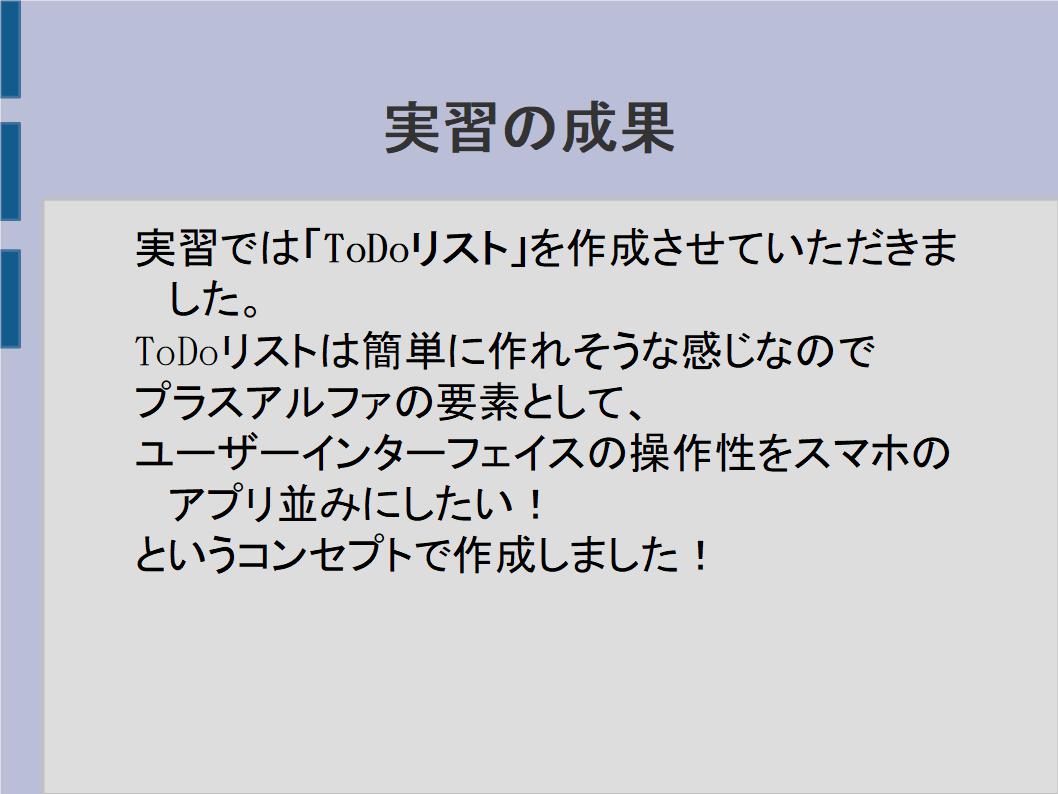 実習の成果
実習では｢ToDoリスト｣を作成させていただきま
した。
ToDoリストは簡単に作れそうな感じなので
プラスアルファの要素として、
ユーザーインターフェイスの操作性をスマホの
アプリ並みにしたい！
というコンセプトで作成しました！